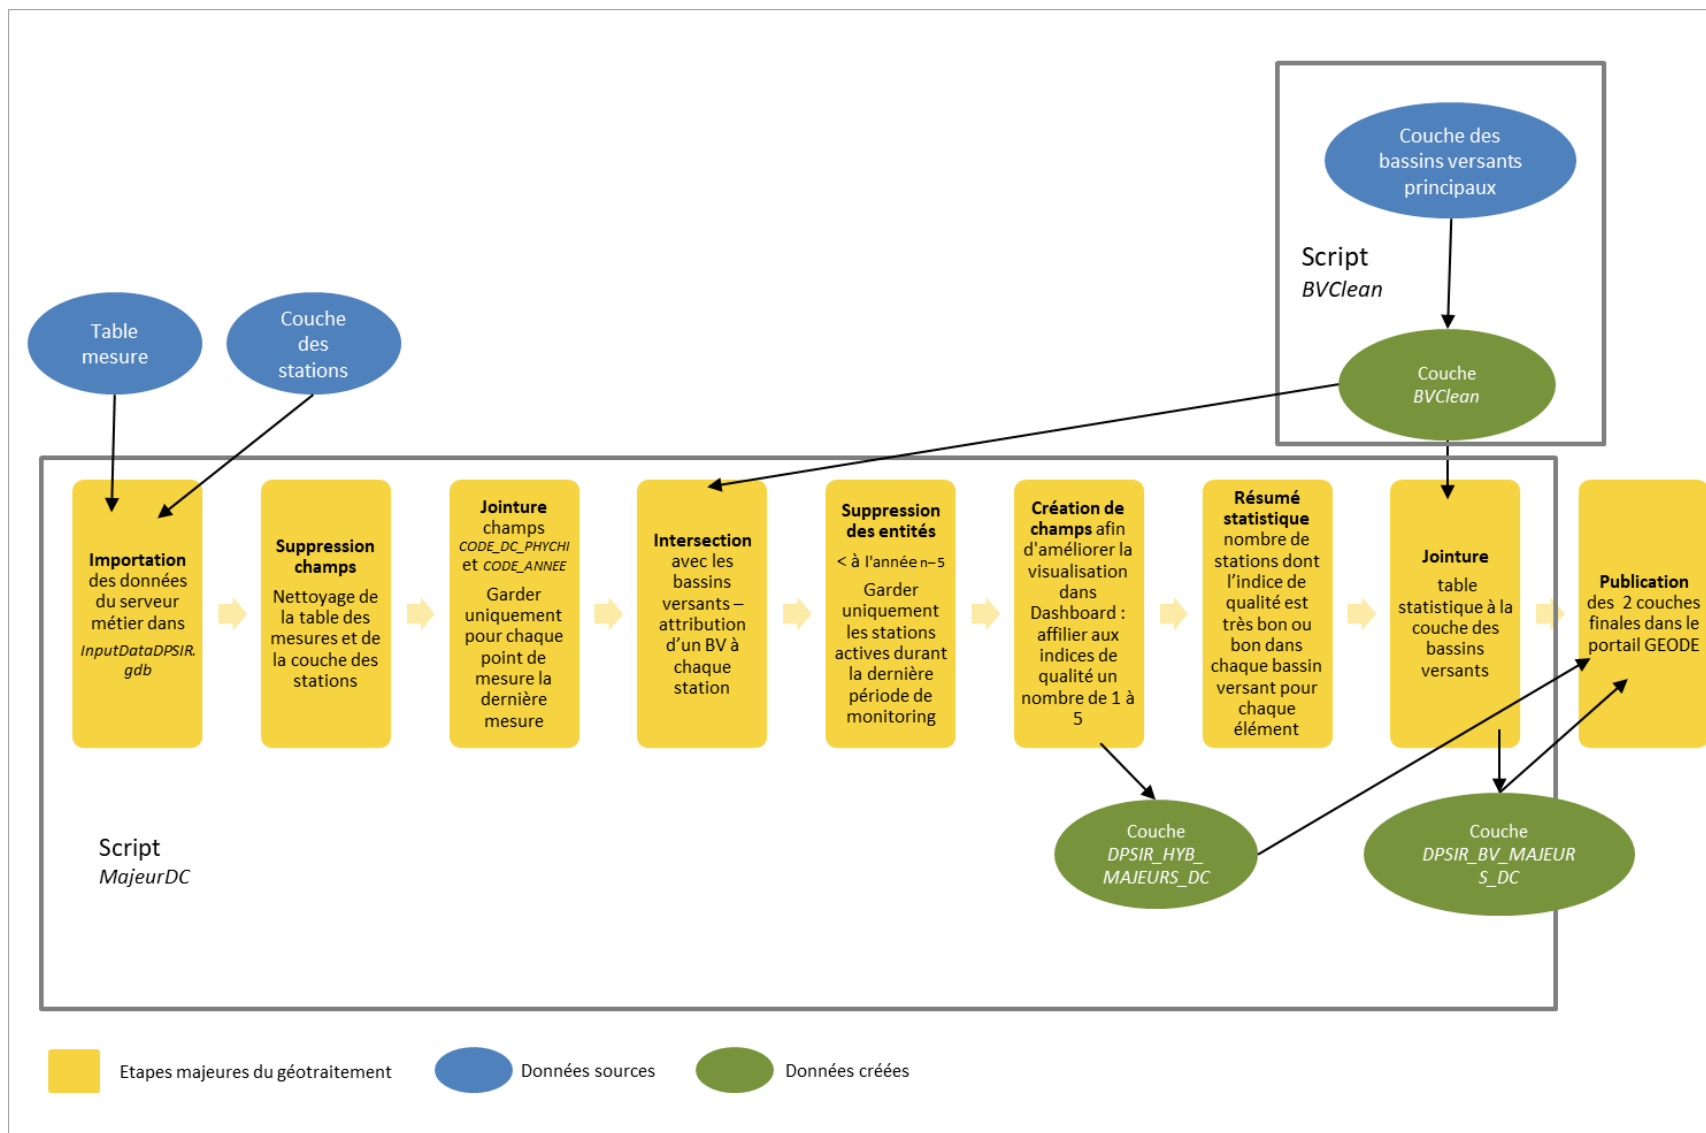 Couche des
bassins versants
principaux
Script
BVClean
Couche
BVClean
Table
mesure
Couche
des
stations
Importation
des données
du serveur
métier dans
InputDataDPSIR.
gdb
Suppression
champs
Nettoyage de
la table des
mesures et de
la couche des
stations
Jointure
champs
CODE_DC_PHYCHI
et CODE_ANNEE
Garder
uniquement
pour chaque
point de
mesure la
dernière
mesure
Intersection
avec les
bassins
versants –
attribution
d’un BV à
chaque
station
Suppression
des entités
< à l'année n–5
Garder
uniquement
les stations
actives durant
la dernière
période de
monitoring
Création de
champs afin
d'améliorer la
visualisation
dans
Dashboard :
affilier aux
indices de
qualité un
nombre de 1 à
5
Résumé
statistique
nombre de
stations dont
l’indice de
qualité est
très bon ou
bon dans
chaque bassin
versant pour
chaque
élément
Jointure
table
statistique à la
couche des
bassins
versants
Publication
des 2 couches
finales dans le
portail GEODE
Script
MajeurDC
Couche
DPSIR_HYB_
MAJEURS_DC
Couche
DPSIR_BV_MAJEUR
S_DC
Etapes majeures du géotraitement
Données sources
Données créées